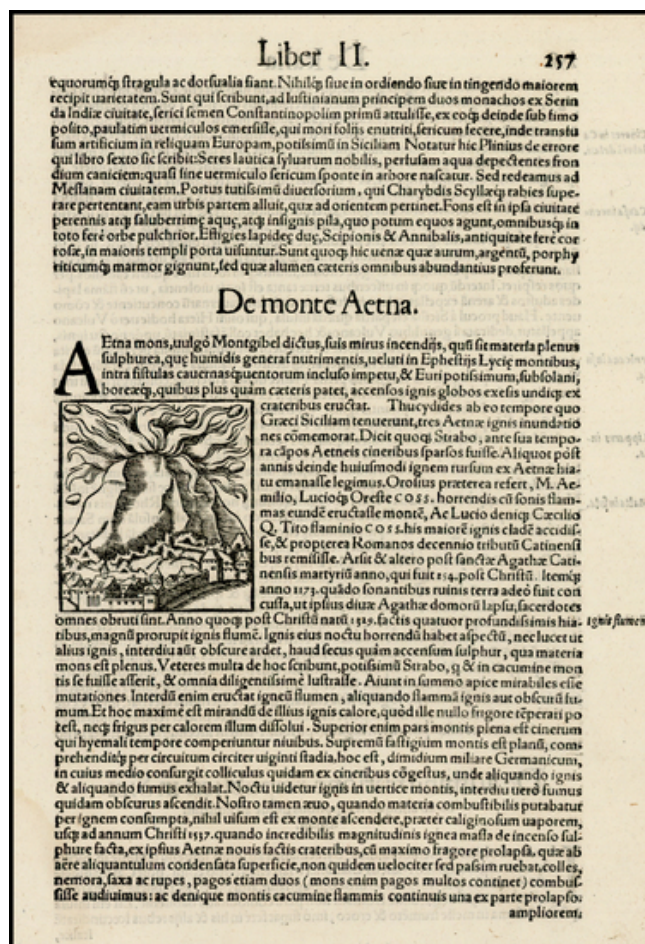 Liber II.
257
equorumq́ʒ ſtragula ac dorſualia fiant. Nihilq́ʒ ſiue in ordiendo ſiue in tingendo maiorem
recipit uarietatem. Sunt qui ſcribunt, ad Iuſtinianum principem duos monachos ex Serin
da Indiæ ciuitate, ſerici ſemen Constantinopolim primũ attuliſſe, ex eoq́ʒ deinde ſub fimo
poſito, paulatim uermiculos emerſiſſe, qui mori folijs enutriti, ſericum fecere, inde tranſlu
ſum artificium in reliquam Europam, potiſsimũ in Siciliam Notatur hic Plinius de errore
qui libro ſexto ſic ſcribit: Seres lautica ſyluarum nobilis, perfuſam aqua depectentes fron
dium caniciem: quaſi ſine uermiculo ſericum ſponte in arbore naſcatur. Sed redeamus ad
Meſſanam ciuitatem. Portus tutiſsimũ diuerſorium, qui Charybdis Scyllæq́ʒ rabies ſupe-
rare pertentant, eam urbis partem alluit, quæ ad orientem pertinet. Fons eſt in ipſa ciuitate
perennis atq́ʒ ſaluberrimę aquę, atq́ʒ inſignis pila, quo potum equos agunt, omnibusq́ʒ in
toto ferè orbe pulchrior. Effigies lapideę duę, Scipionis & Annibalis, antiquitate ferè cor
roſæ, in maioris templi porta uiſuntur. Sunt quoq́ʒ hic uenæ quæ aurum, argentũ, porphy
riticumq́ʒ marmor gignunt, ſed quæ alumen cæteris omnibus abundantius proferunt.
De monte Aetna.
AEtna mons, uulgò Montgibel dictus, ſuis mirus incendijs, quũ ſit materia plenus
ſulphurea, quę humidis generat̃ nutrimentis, ueluti in Epheſtijs Lycię montibus,
intra fiſtulas cauernasq́ʒ uentorum incluſo impetu, & Euri potiſsimum, ſubſolani,
boreæq́ʒ, quibus plus quàm cæteris patet, accenſos ignis globos exeſis undiq́ʒ ex
crateribus eructat. Thucydides ab eo tempore quo
Græci Siciliam tenuerunt, tres Aetnæ ignis inundatio
nes cõmemorat. Dicit quoq́ʒ Strabo, ante ſua tempo-
ra cãpos Aetneis cineribus ſparſos fuiſſe. Aliquot pòſt
annis deinde huiuſmodi ignem rurſum ex Aetnæ hia-
tu emanaſſe legimus. Oroſius præterea refert, M. Ae-
milio, Lucioq́ʒ Oreſte COSS. horrendis cũ ſonis flam-
mas eundẽ eructaſſe montẽ, Ac Lucio deniq́ʒ Cæcilio
Q. Tito flaminio COSS. his maiorẽ ignis cladẽ accidiſ-
ſe, & propterea Romanos decennio tributũ Catinenſi
bus remiſiſſe. Arſit & altero poſt ſanctæ Agathæ Cati-
nenſis martyriũ anno, qui fuit 154. poſt Chriſtũ. Itemq́ʒ
anno 1173. quãdo ſonantibus ruinis terra adeò fuit con
cuſſa, ut ipſius diuæ Agathæ domorũ lapſu, ſacerdotes
omnes obruti ſint. Anno quoq́ʒ poſt Chriſtũ natũ 1519. factis quatuor profundiſsimis hia-
Ignis flumen
tibus, magnũ prorupit ignis flumẽ. Ignis eius noctu horrendũ habet aſpectũ, nec lucet ut
alius ignis, interdiu aũt obſcurè ardet, haud ſecus quàm accenſum ſulphur, qua materia
mons eſt plenus. Veteres multa de hoc ſcribunt, potiſsimũ Strabo, q & in cacumine mon
tis ſe fuiſſe aſſerit, & omnia diligentiſsimè luſtraſſe. Aiunt in ſummo apice mirabiles eſſe
mutationes. Interdũ enim eructat igneũ flumen, aliquando flammã ignis aut obſcurũ fu-
mum. Et hoc maximè eſt mirandũ de illius ignis calore, quòd ille nullo frigore tẽperari po
teſt, neq́ʒ frigus per calorem illum diſſolui. Superior enim pars montis plena eſt cinerum
qui hyemali tempore comperiuntur niuibus. Supremũ faſtigium montis eſt planũ, com-
prehenditq́ʒ per circuitum circiter uiginti ſtadia, hoc eſt, dimidium miliare Germanicum,
in cuius medio conſurgit colliculus quidam ex cineribus cõgeſtus, unde aliquando ignis
& aliquando fumus exhalat. Noctu uidetur ignis in uertice montis, interdiu uerò fumus
quidam obſcurus aſcendit. Noſtro tamen æuo, quando materia combuſtibilis putabatur
per ignem conſumpta, nihil uiſum eſt ex monte aſcendere, præter caliginoſum uaporem,
uſq́ʒ ad annum Chriſti 1537. quando incredibilis magnitudinis ignea maſſa de incenſo ſul-
phure facta, ex ipſius Aetnæ nouis factis crateribus, cũ maximo fragore prolapſa. quæ ab
aëre aliquantulum condenſata ſuperficie, non quidem uelociter ſed paſsim ruebat. colles,
nemora, ſaxa ac rupes, pagos etiam duos (mons enim pagos multos continet) combuſ-
ſiſſe audiuimus: ac denique montis cacumine flammis continuis una ex parte prolapſo.
ampliorem.